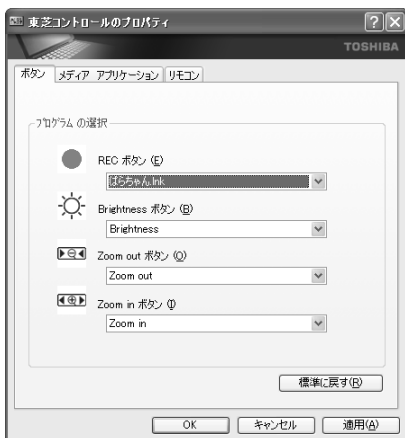 東芝コントロールのプロパティ
TOSHIBA
ボタン メディア アプリケーション リモコン
プログラムの選択
REC ボタン (E)
ぱらちゃん.lnk
Brightness ボタン (B)
Brightness
Zoom out ボタン (O)
Zoom out
Zoom in ボタン (I)
Zoom in
標準に戻す(R)
OK キャンセル 適用(A)